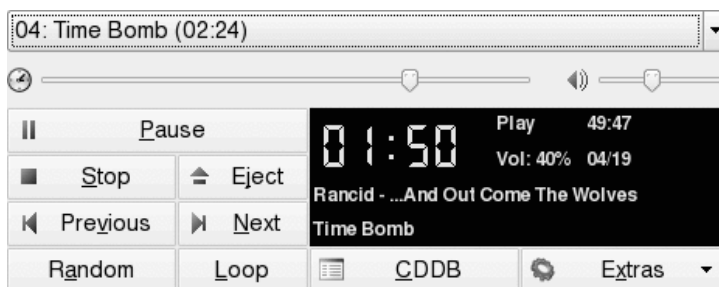 04: Time Bomb (02:24)
Pause
Stop
Eject
Previous
Next
Random
Loop
01:50
Play 49:47
Vol: 40% 04/19
Rancid - ...And Out Come The Wolves
Time Bomb
CDDB
Extras